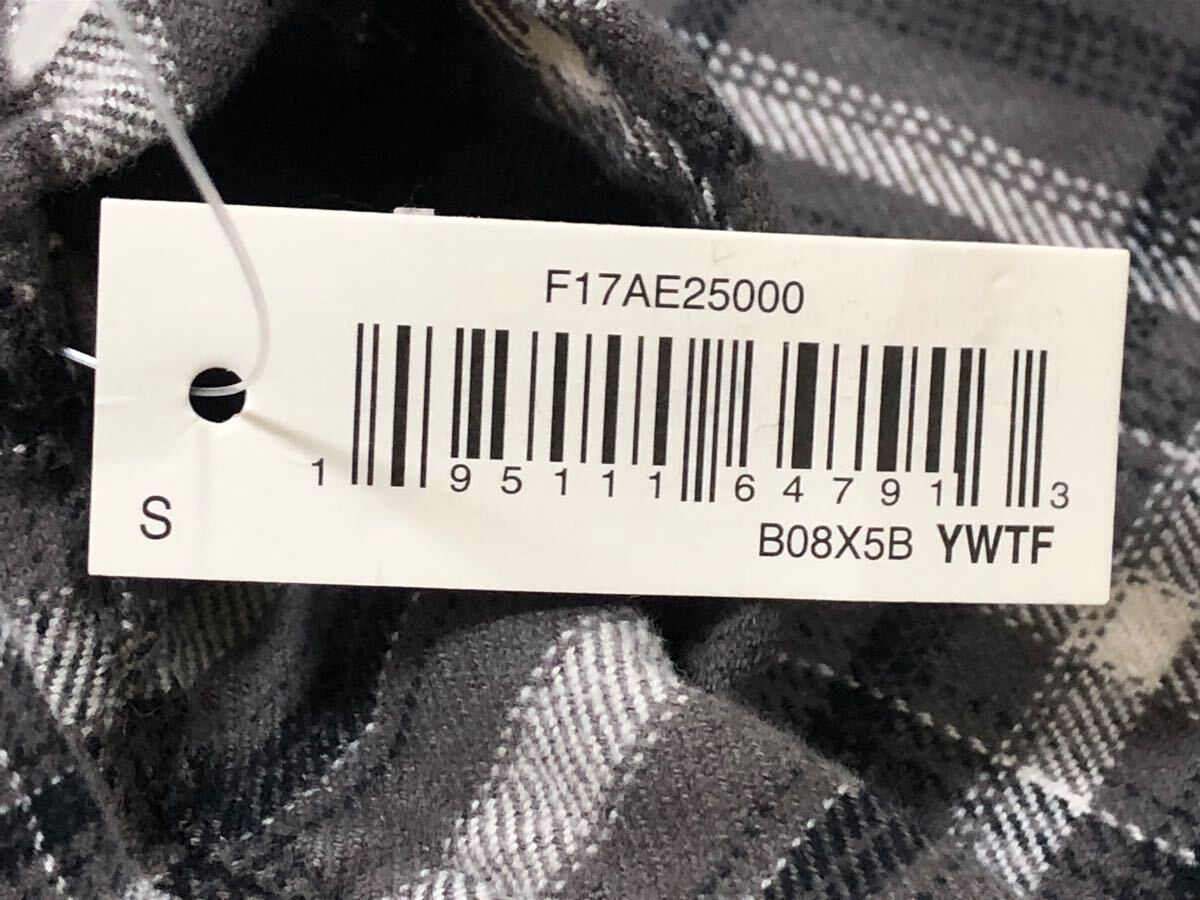 F17AE25000
1 95111 64791 3
S
B08X5B YWTF